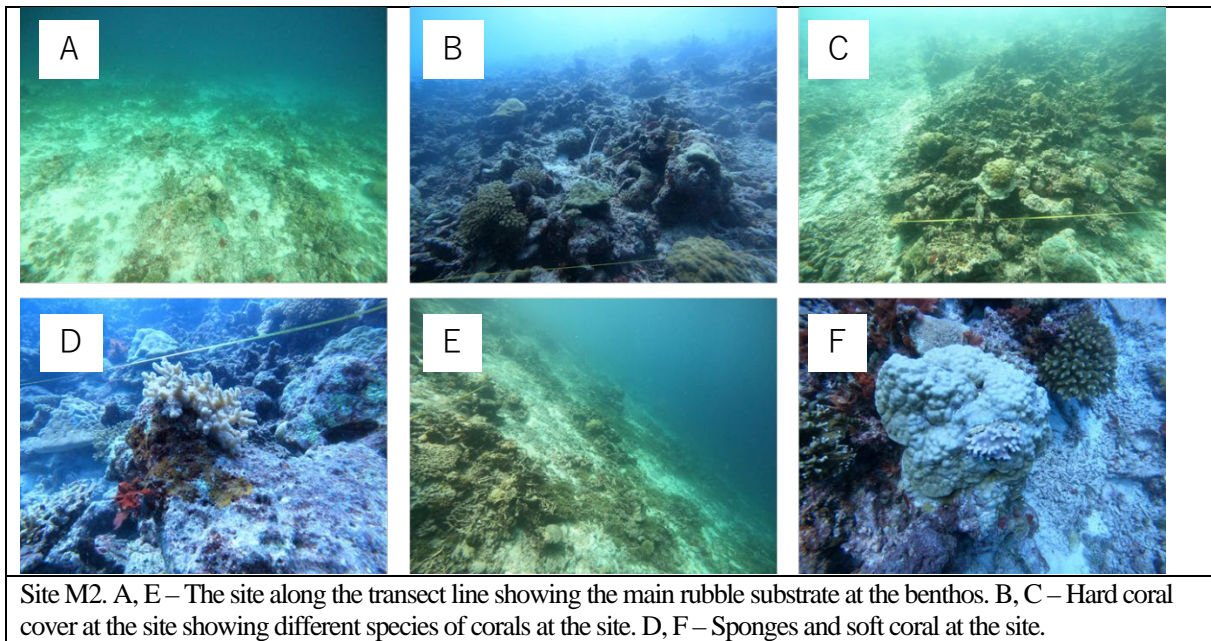 A
B
C
D
E
F
Site M2. A, E – The site along the transect line showing the main rubble substrate at the benthos. B, C – Hard coral
cover at the site showing different species of corals at the site. D, F – Sponges and soft coral at the site.